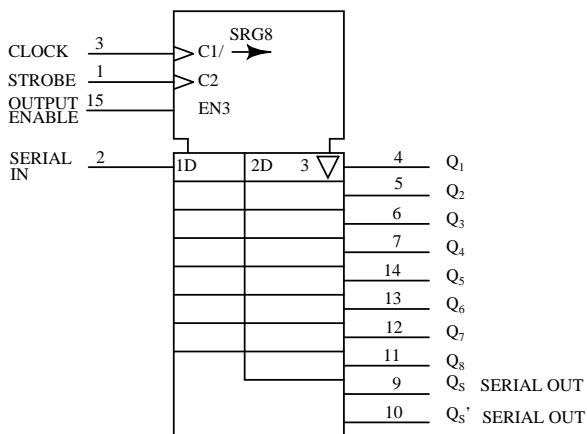 SRG8
CLOCK 3 C1/
STROBE 1 C2
OUTPUT ENABLE 15 EN3
SERIAL IN 2 1D 2D 3 4 Q1
5 Q2
6 Q3
7 Q4
14 Q5
13 Q6
12 Q7
11 Q8
9 QS SERIAL OUT
10 QS' SERIAL OUT